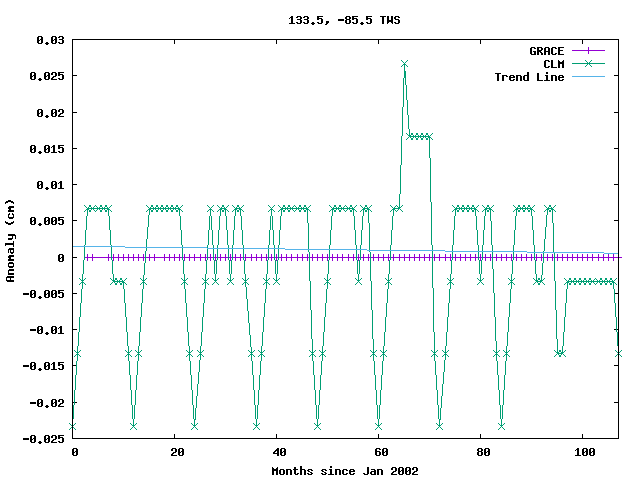 133.5, -85.5 TWS
GRACE
CLM
Trend Line
0.03
0.025
0.02
0.015
0.01
0.005
0
-0.005
-0.01
-0.015
-0.02
-0.025
Anomaly (cm)
0 20 40 60 80 100
Months since Jan 2002